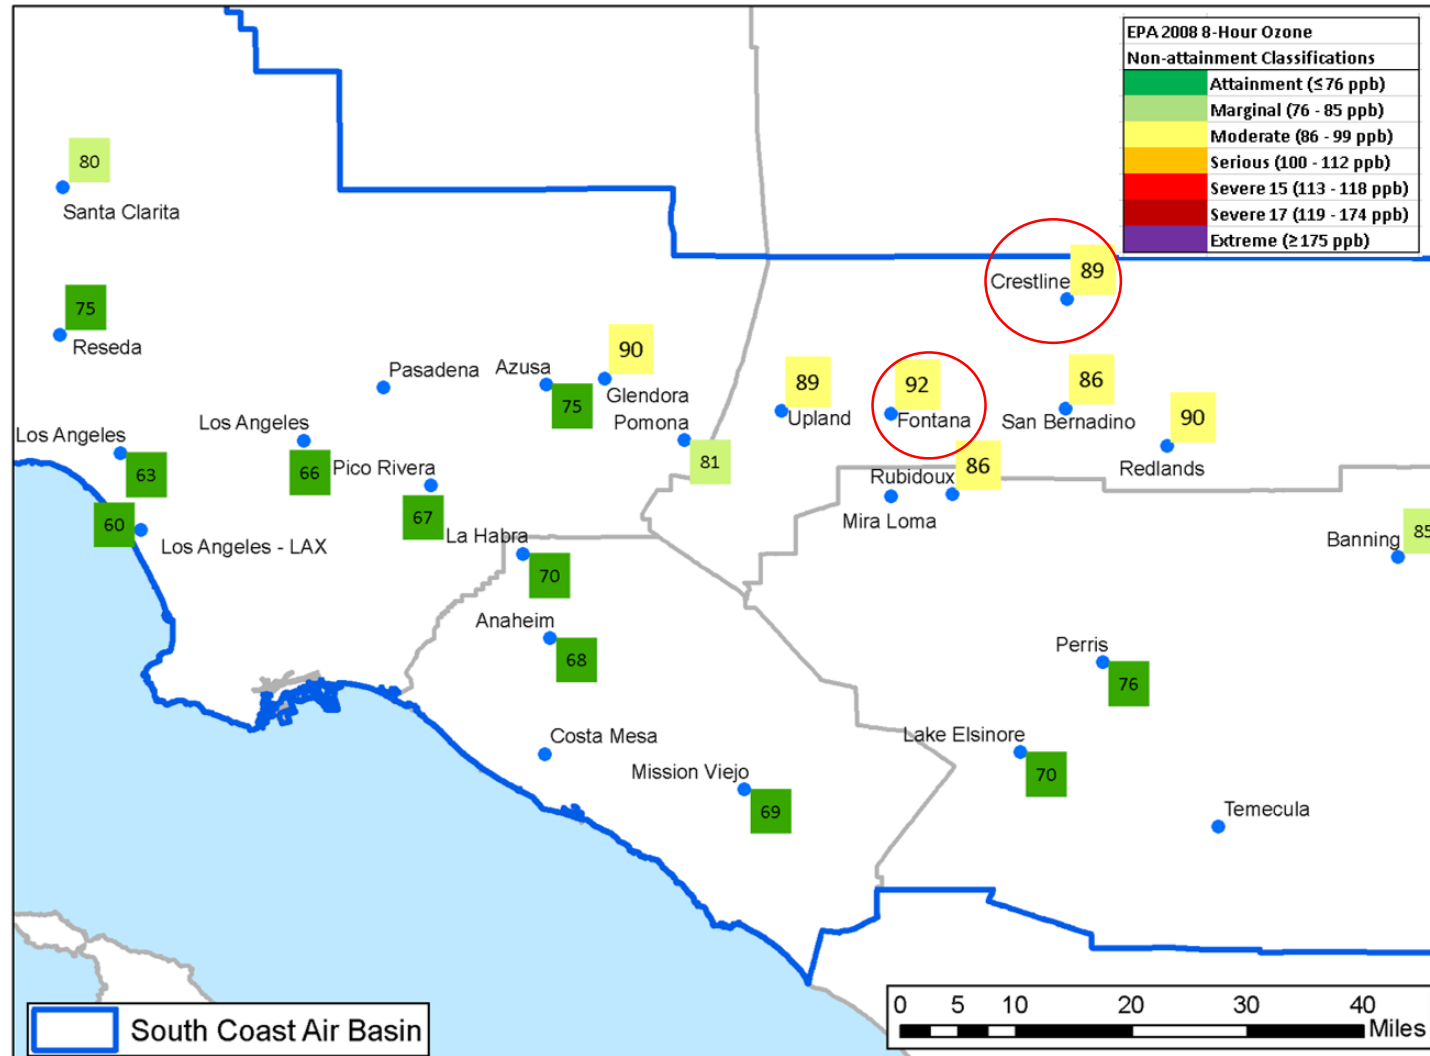 EPA 2008 8-Hour Ozone
Non-attainment Classifications
Attainment (≤76 ppb)
Marginal (76 - 85 ppb)
Moderate (86 - 99 ppb)
Serious (100 - 112 ppb)
Severe 15 (113 - 118 ppb)
Severe 17 (119 - 174 ppb)
Extreme (≥175 ppb)
80
Santa Clarita
89
Crestline
75
Reseda
90
Glendora
Pasadena
Azusa
75
89
Upland
92
Fontana
86
San Bernadino
90
Redlands
Pomona
81
Los Angeles
63
Los Angeles
66
Pico Rivera
67
86
Rubidoux
Mira Loma
60
Los Angeles - LAX
La Habra
70
Banning
85
Anaheim
68
Perris
76
Costa Mesa
Lake Elsinore
70
Mission Viejo
69
Temecula
South Coast Air Basin
0 5 10 20 30 40
Miles